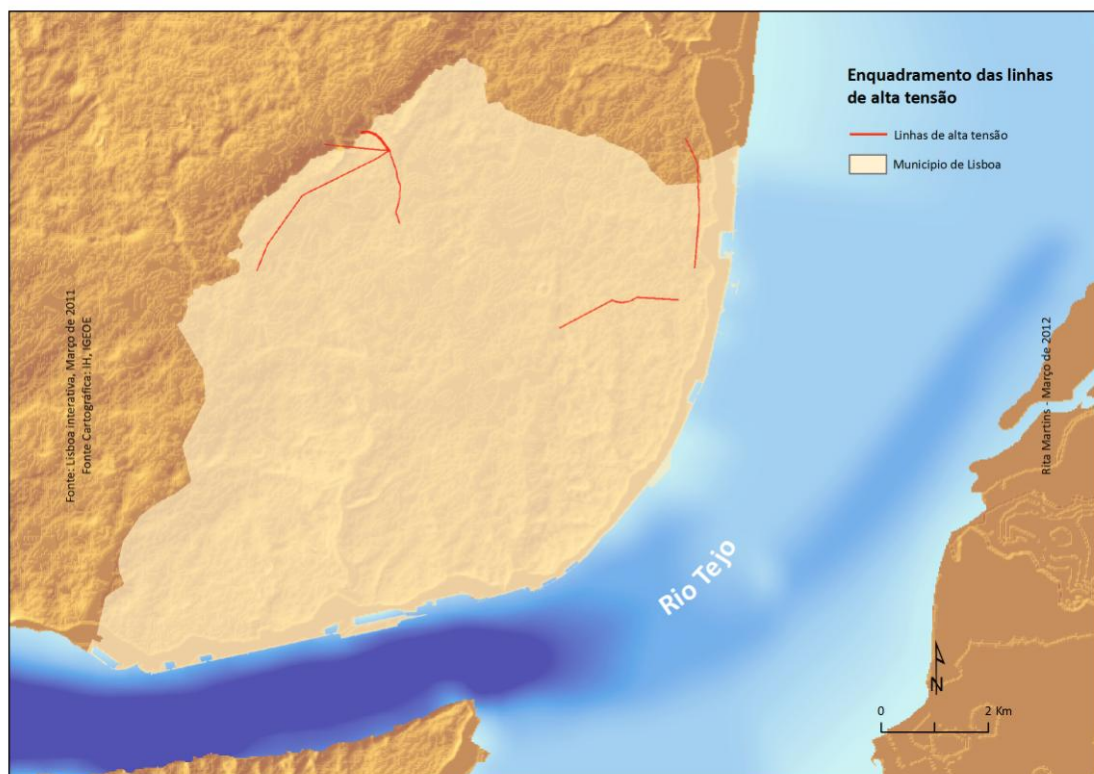 Enquadramento das linhas
de alta tensão
Linhas de alta tensão
Municipio de Lisboa
Fonte: Lisboa interativa, Março de 2011
Fonte Cartográfica: IH, IGEOE
Rita Martins - Março de 2012
Rio Tejo
N
0 2 Km